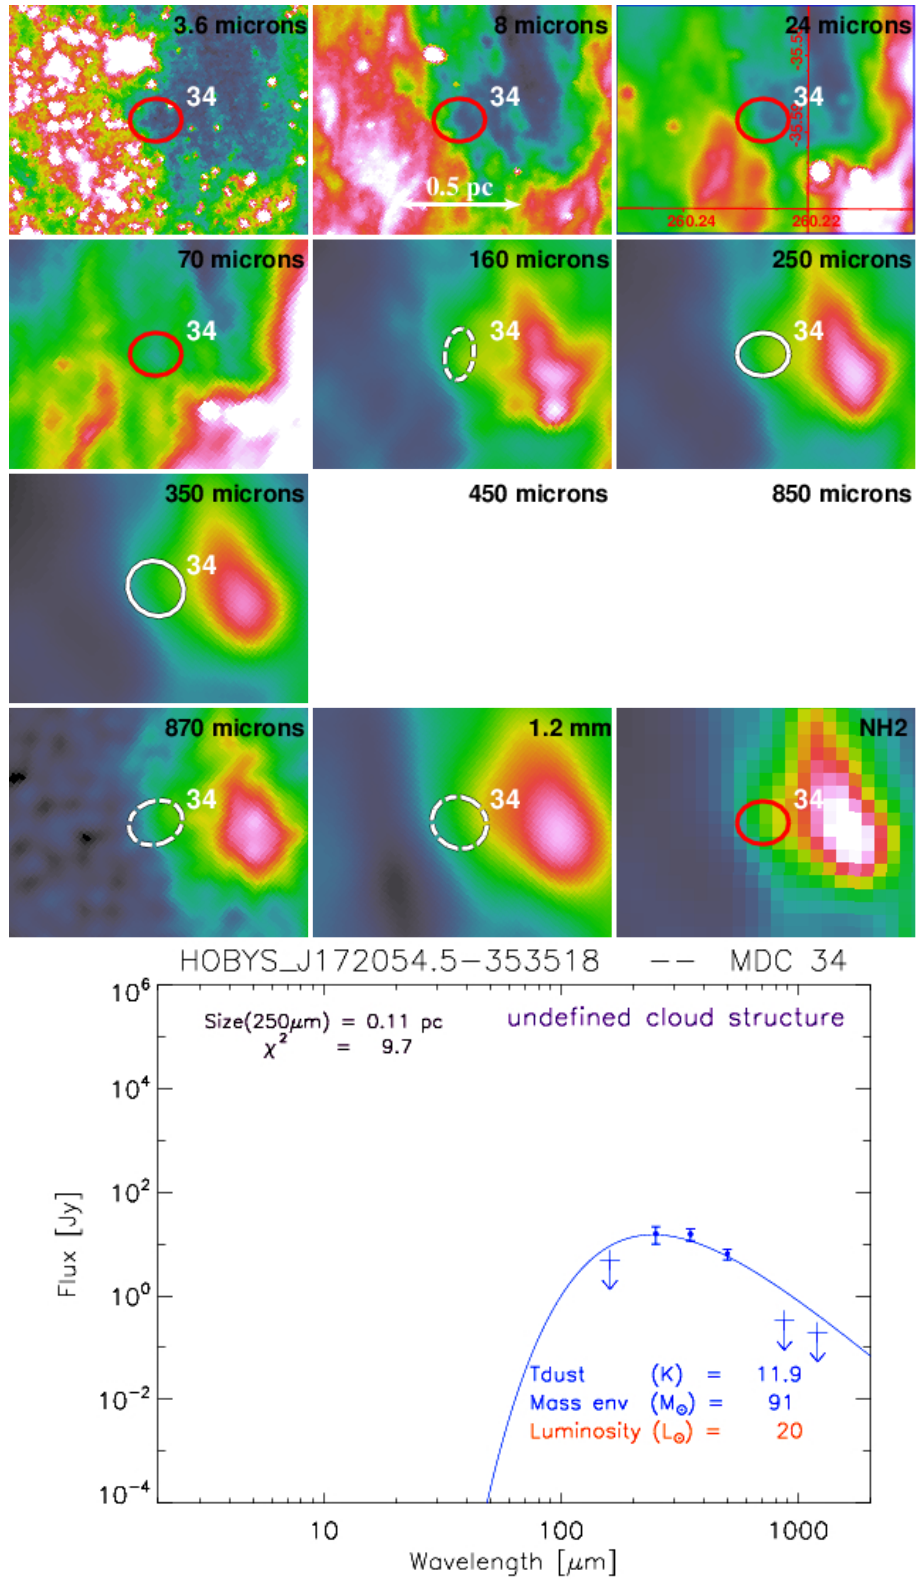 3.6 microns
34
8 microns
34
0.5 pc
24 microns
34
-35.59
260.24
260.22
70 microns
34
160 microns
34
250 microns
34
350 microns
34
450 microns
850 microns
870 microns
34
1.2 mm
34
NH2
34
HOBYS_J172054.5-353518 -- MDC 34
Size(250μm) = 0.11 pc
χ² = 9.7
undefined cloud structure
10⁶
10⁴
10²
10⁰
10⁻²
10⁻⁴
Flux [Jy]
Tdust (K) = 11.9
Mass env (M⊙) = 91
Luminosity (L⊙) = 20
10
100
1000
Wavelength [μm]